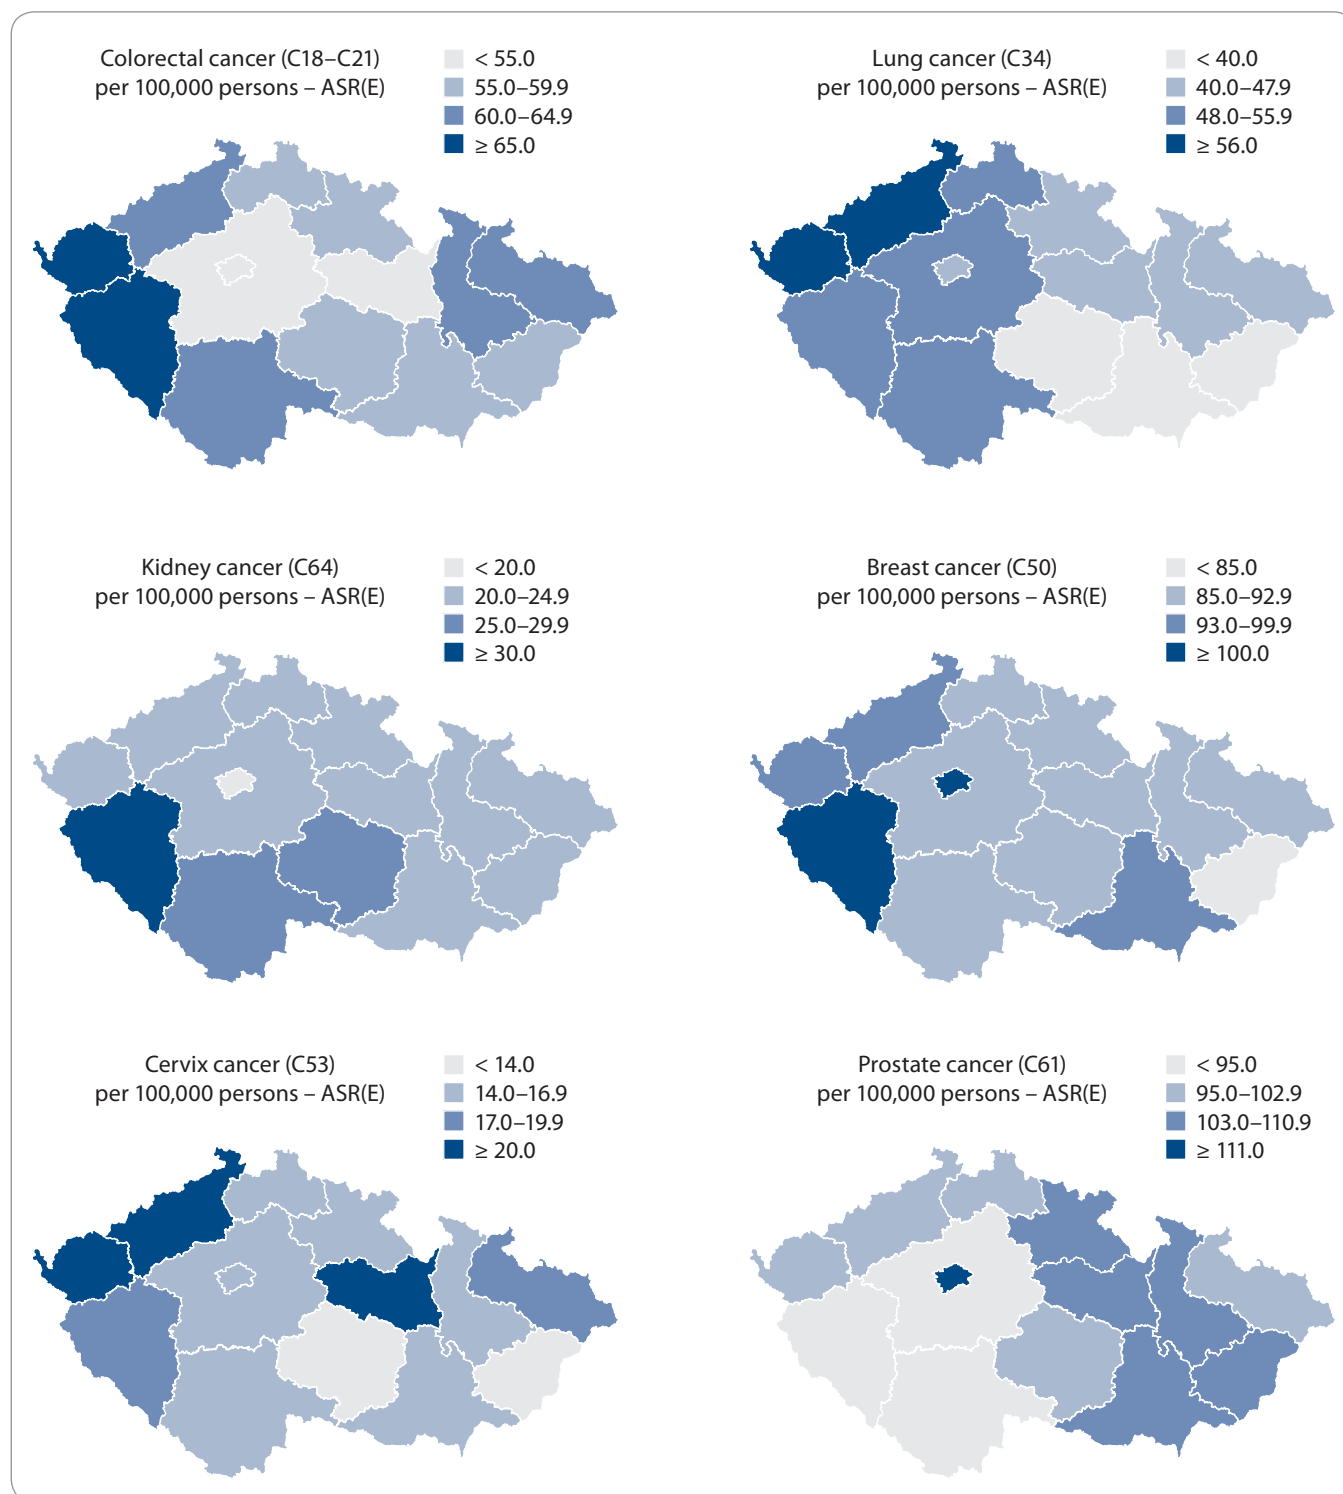 Colorectal cancer (C18–C21)
per 100,000 persons – ASR(E)
< 55.0
55.0–59.9
60.0–64.9
≥ 65.0
Lung cancer (C34)
per 100,000 persons – ASR(E)
< 40.0
40.0–47.9
48.0–55.9
≥ 56.0
Kidney cancer (C64)
per 100,000 persons – ASR(E)
< 20.0
20.0–24.9
25.0–29.9
≥ 30.0
Breast cancer (C50)
per 100,000 persons – ASR(E)
< 85.0
85.0–92.9
93.0–99.9
≥ 100.0
Cervix cancer (C53)
per 100,000 persons – ASR(E)
< 14.0
14.0–16.9
17.0–19.9
≥ 20.0
Prostate cancer (C61)
per 100,000 persons – ASR(E)
< 95.0
95.0–102.9
103.0–110.9
≥ 111.0